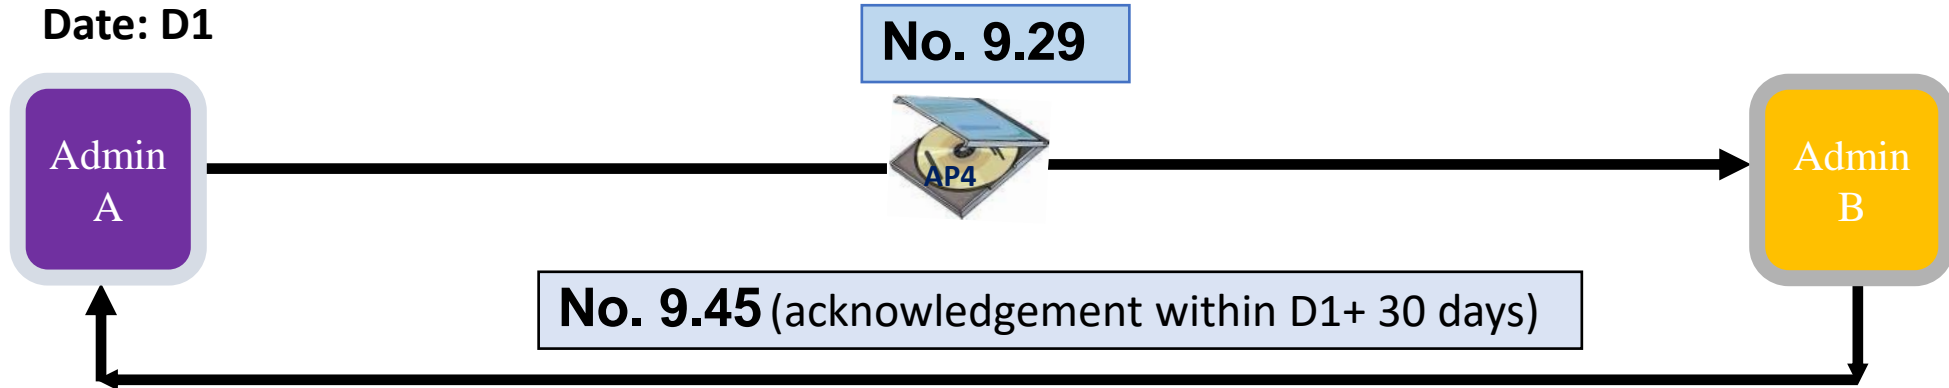 Date: D1
No. 9.29
Admin
A
AP4
Admin
B
No. 9.45 (acknowledgement within D1+ 30 days)